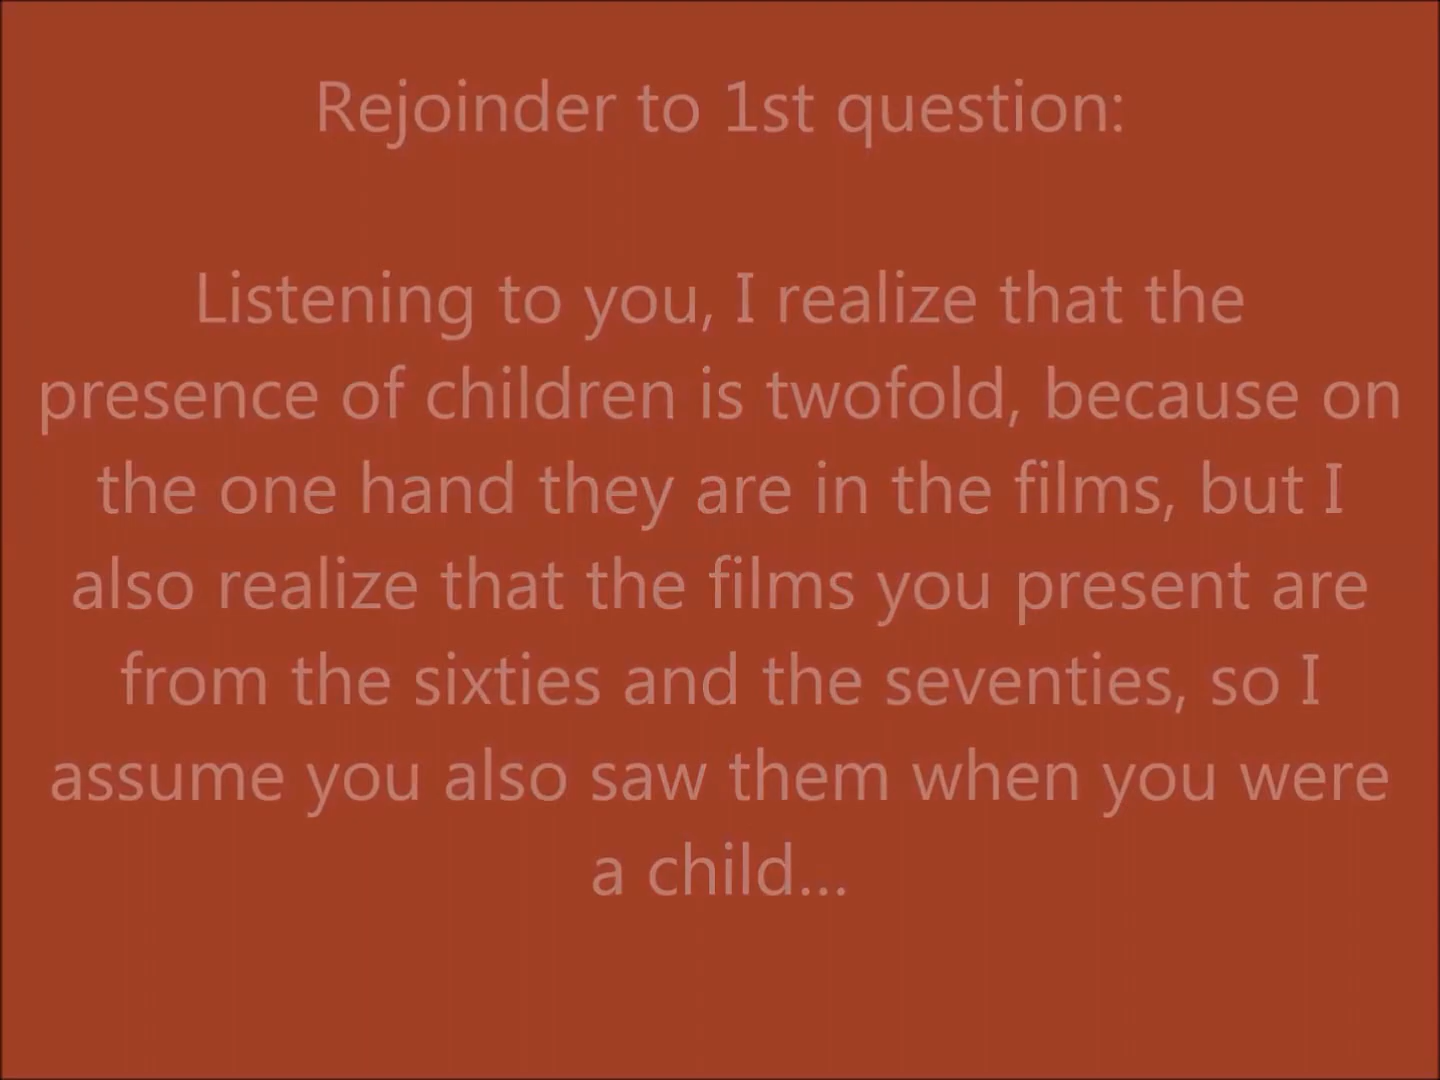 Rejoinder to 1st question:
Listening to you, I realize that the
presence of children is twofold, because on
the one hand they are in the films, but I
also realize that the films you present are
from the sixties and the seventies, so I
assume you also saw them when you were
a child...